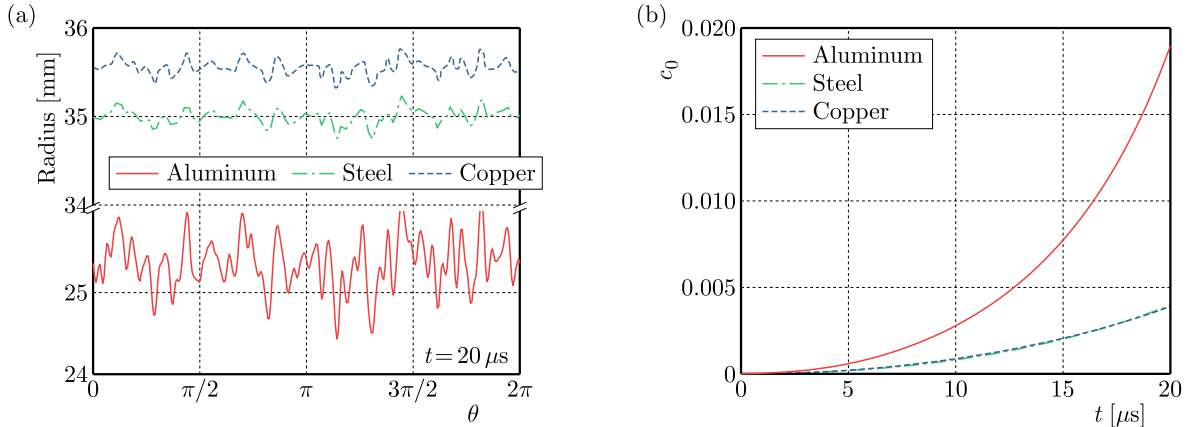 (a)
Radius [mm]
36
35
34
25
24
Aluminum Steel Copper
t = 20 μs
0 π/2 π 3π/2 2π
θ
(b)
c₀
0.020
0.015
0.010
0.005
0
Aluminum
Steel
Copper
0 5 10 15 20
t [μs]